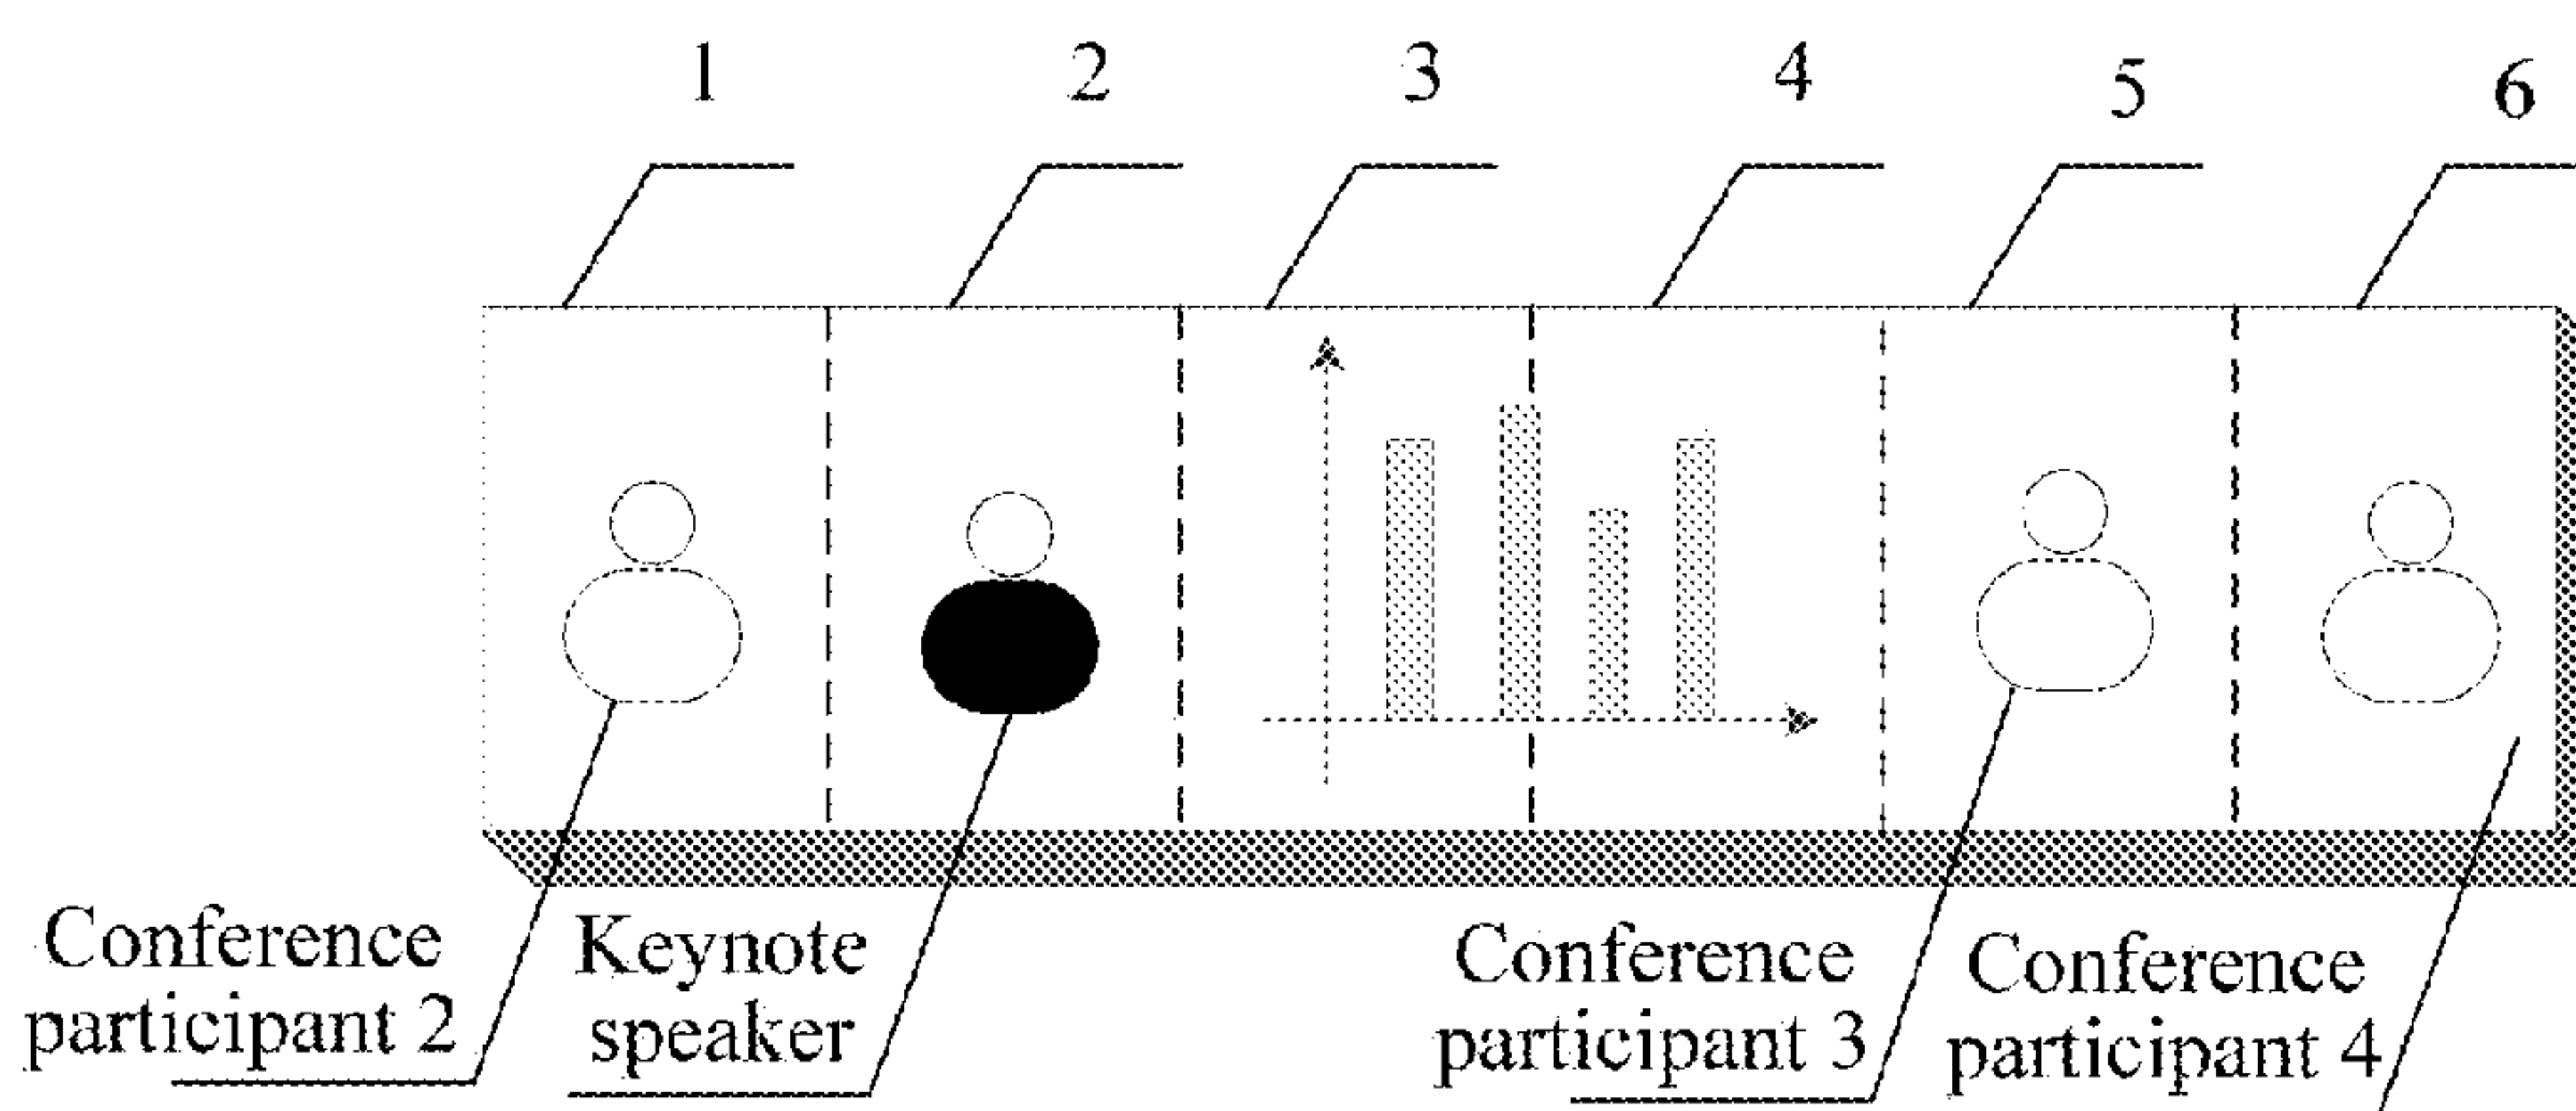 1 2 3 4 5 6
Conference
participant 2
Keynote
speaker
Conference
participant 3
Conference
participant 4